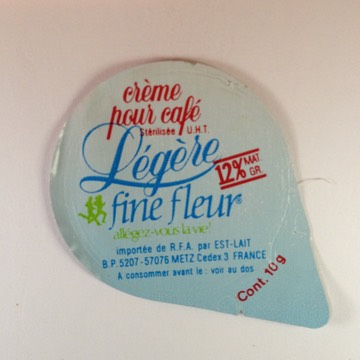 crème
pour café
Stérilisée U.H.T.
Légère
12% MAT. GR.
fine fleur®
allégez-vous la vie!
importée de R.F.A. par EST-LAIT
B.P. 5207-57076 METZ Cedex 3 FRANCE
A consommer avant le : voir au dos
Cont. 10g